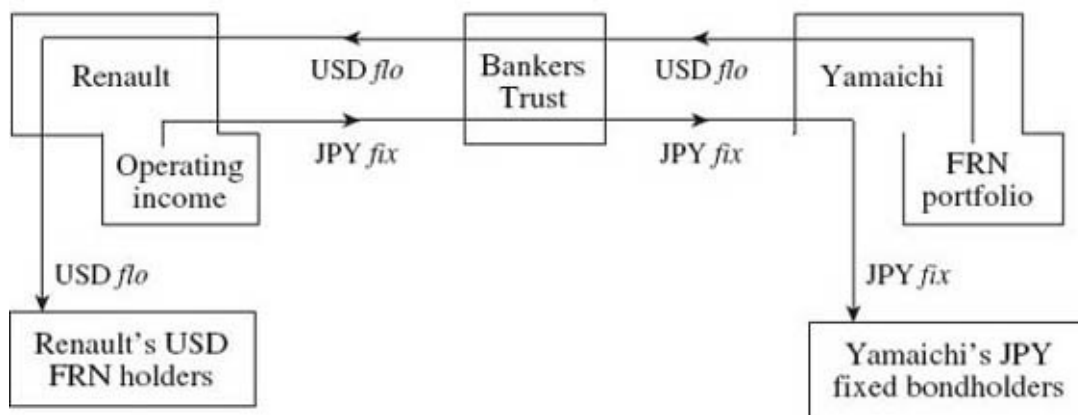 Renault
USD flo
Bankers
Trust
USD flo
Yamaichi
JPY fix
JPY fix
Operating
income
FRN
portfolio
USD flo
JPY fix
Renault's USD
FRN holders
Yamaichi's JPY
fixed bondholders